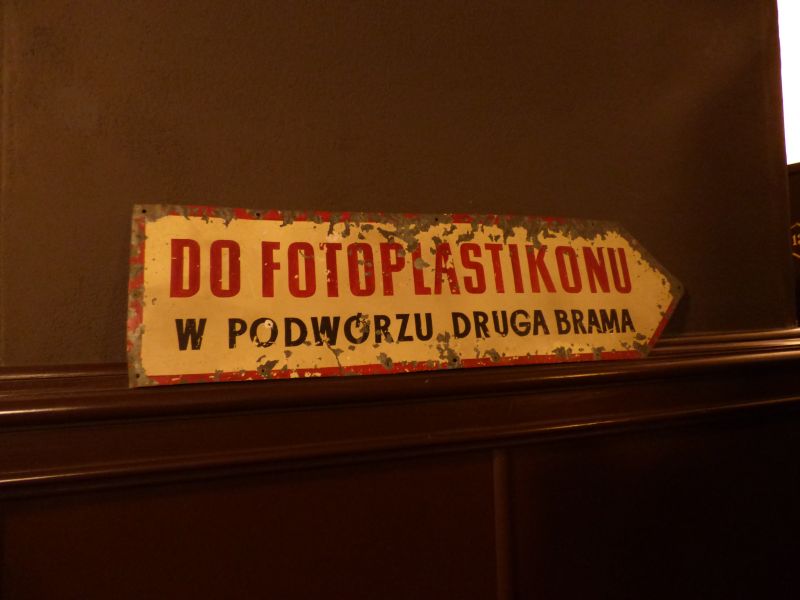 DO FOTOPLASTIKONU
W PODWÓRZU DRUGA BRAMA